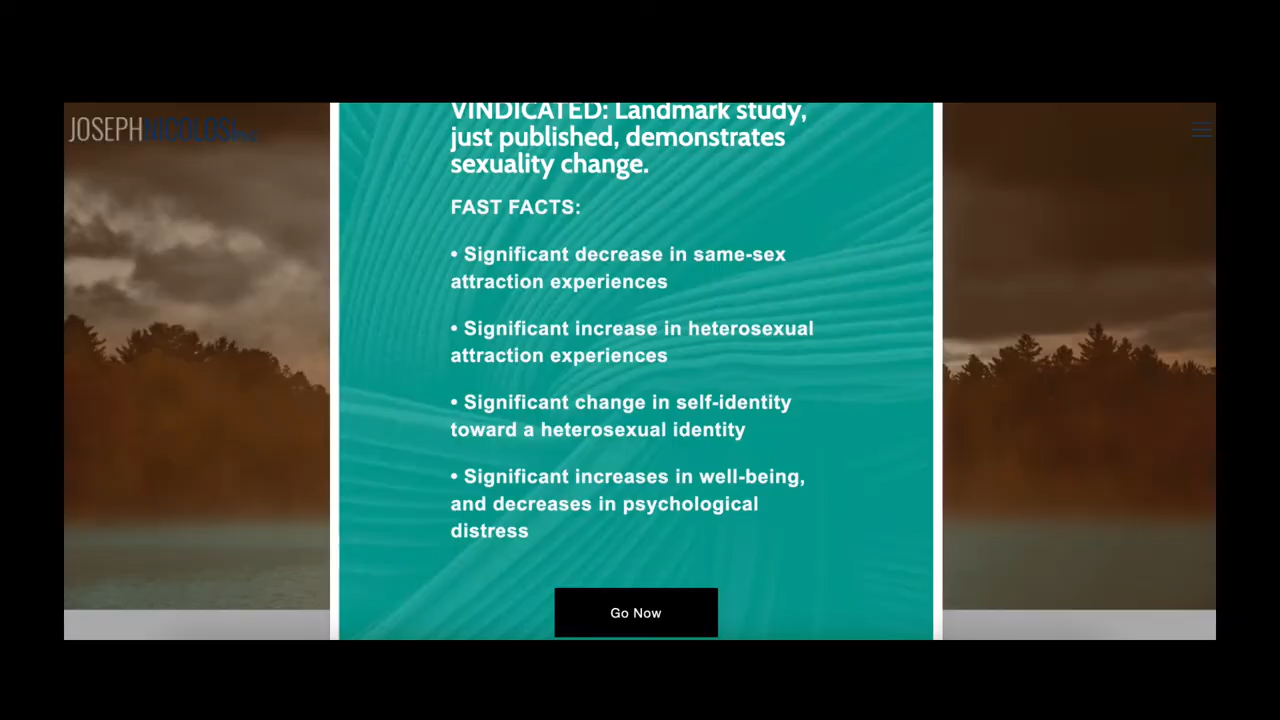 VINDICATED: Landmark study,
JOSEPHNICOLOSI
just published, demonstrates
sexuality change.
FAST FACTS:
• Significant decrease in same-sex
attraction experiences
• Significant increase in heterosexual
attraction experiences
• Significant change in self-identity
toward a heterosexual identity
• Significant increases in well-being,
and decreases in psychological
distress
Go Now